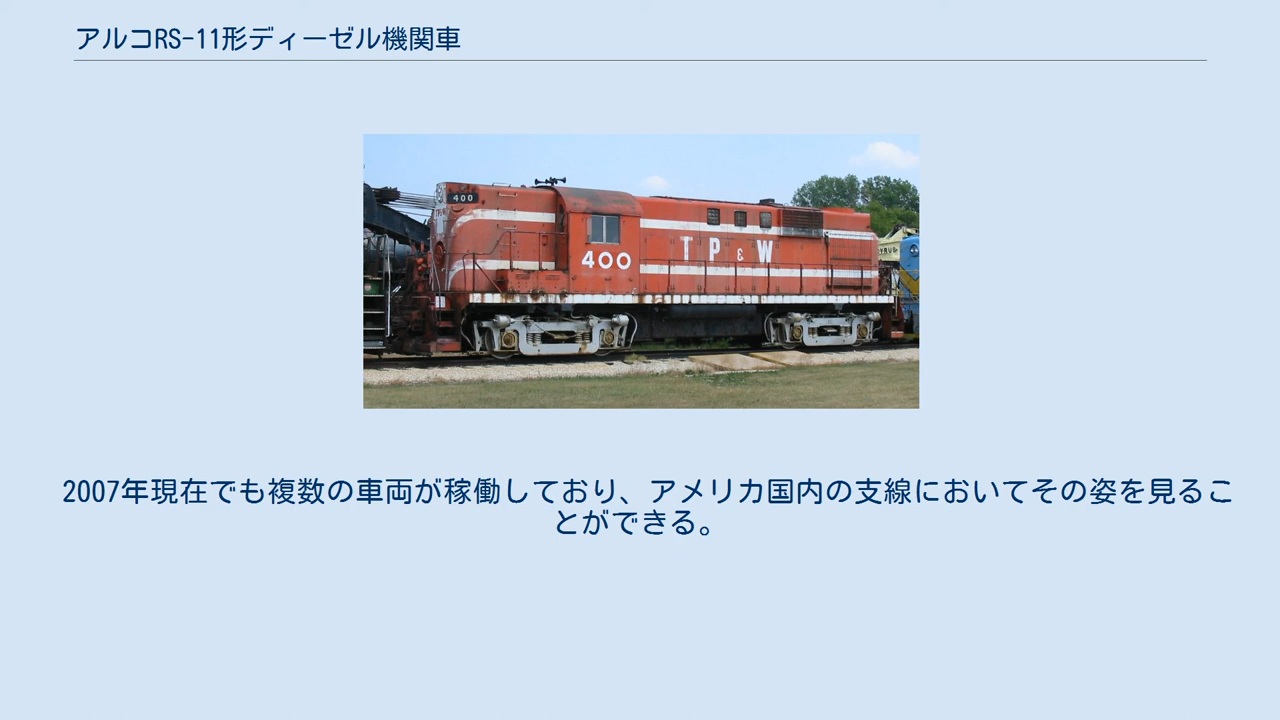 アルコRS-11形ディーゼル機関車
400
400
T P & W
2007年現在でも複数の車両が稼働しており、アメリカ国内の支線においてその姿を見るこ
とができる。